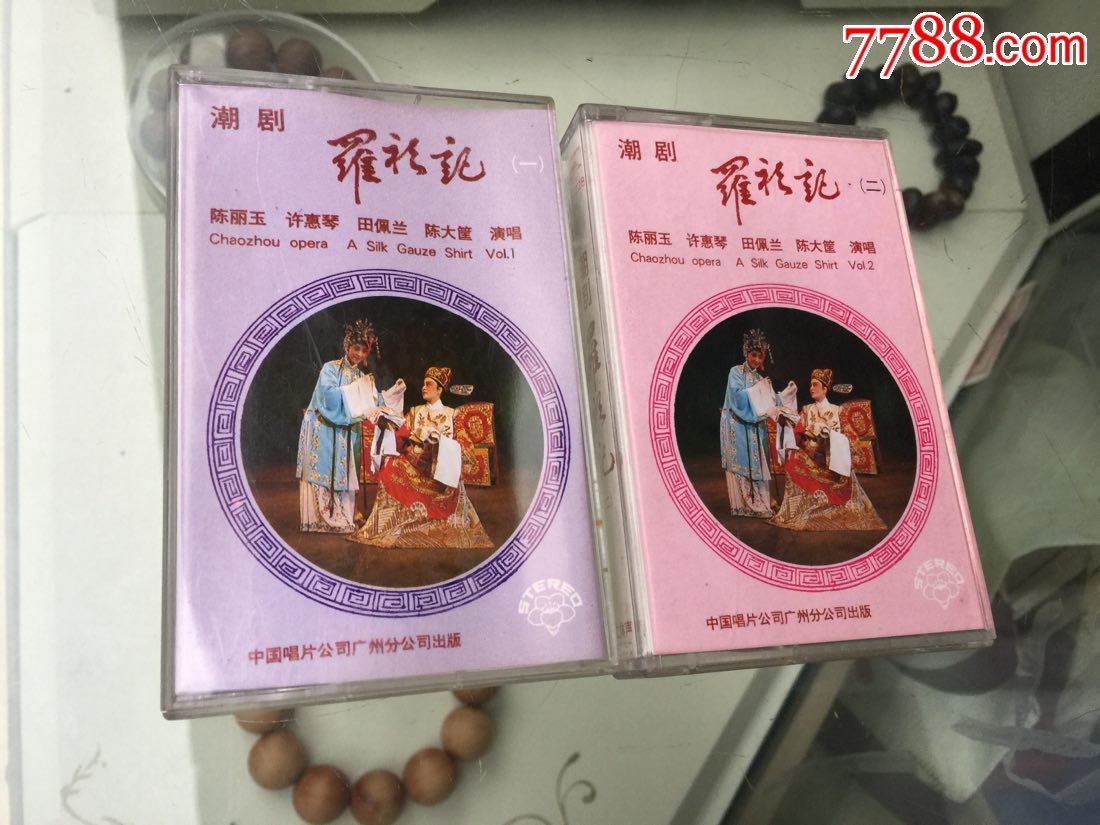 7788.com
潮剧
羅衫記
(一)
陈丽玉 许惠琴 田佩兰 陈大筐 演唱
Chaozhou opera A Silk Gauze Shirt Vol.1
STEREO
中国唱片公司广州分公司出版
潮剧
羅衫記
(二)
陈丽玉 许惠琴 田佩兰 陈大筐 演唱
Chaozhou opera A Silk Gauze Shirt Vol.2
STEREO
中国唱片公司广州分公司出版